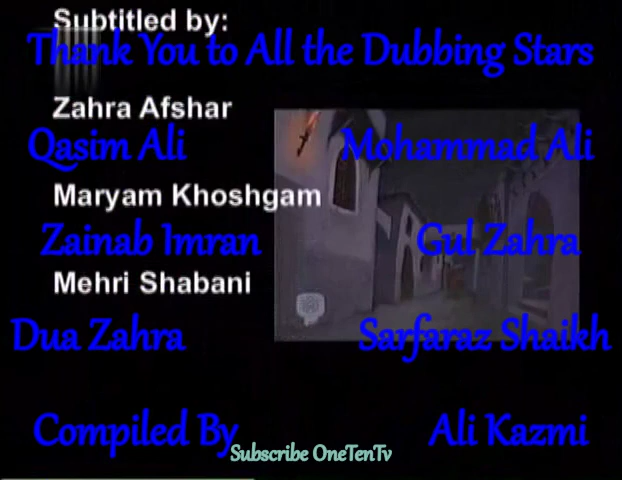 Subtitled by:
Thank You to All the Dubbing Stars
Zahra Afshar
Qasim Ali Mohammad Ali
Maryam Khoshgam
Zainab Imran Gul Zahra
Mehri Shabani
Dua Zahra Sarfaraz Shaikh
Compiled By Ali Kazmi
Subscribe OneTenTv